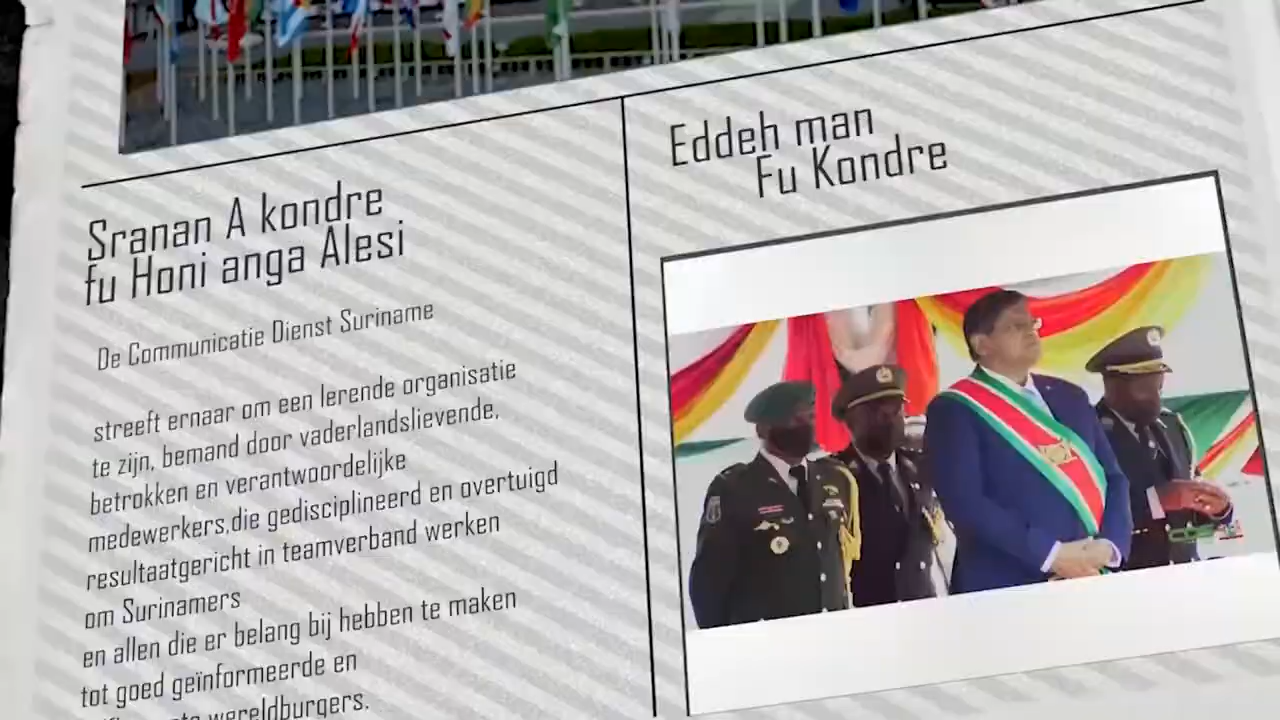 Sranan A kondre
fu Honi anga Alesi
De Communicatie Dienst Suriname
streeft ernaar om een lerende organisatie
te zijn, bemand door vaderlandslievende,
betrokken en verantwoordelijke
medewerkers,die gedisciplineerd en overtuigd
resultaatgericht in teamverband werken
om Surinamers
en allen die er belang bij hebben te maken
tot goed geïnformeerde en
wereldburgers.
Eddeh man
Fu Kondre